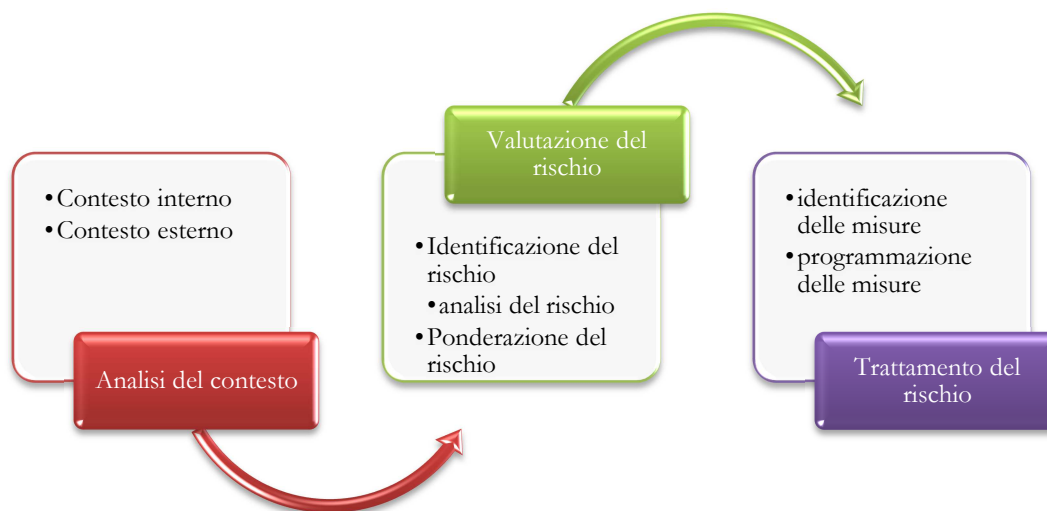 •Contesto interno
•Contesto esterno
Analisi del contesto
Valutazione del
rischio
•Identificazione del
rischio
•analisi del rischio
•Ponderazione del
rischio
•identificazione
delle misure
•programmazione
delle misure
Trattamento del
rischio